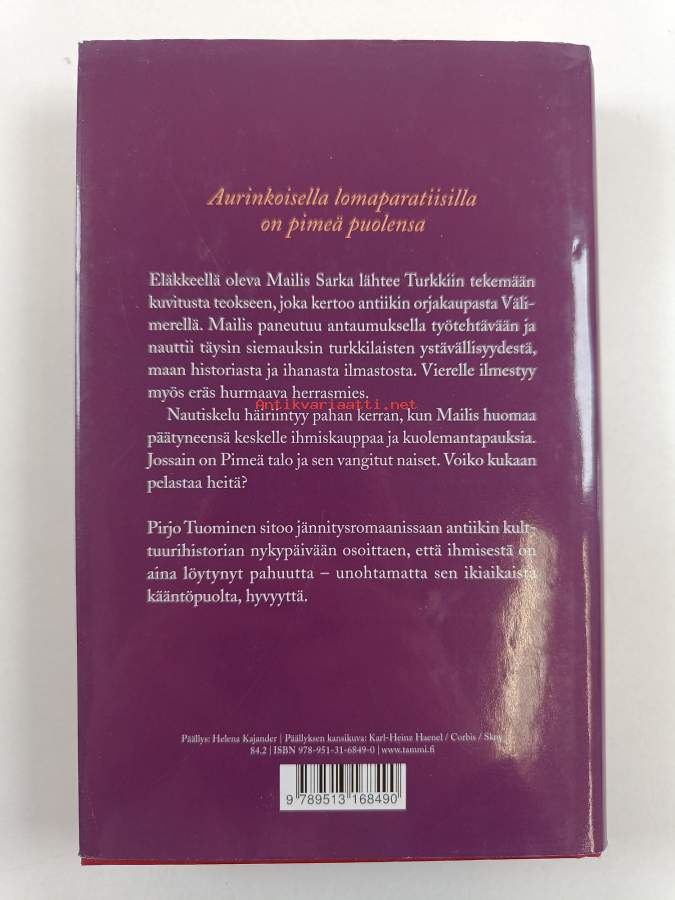 Aurinkoisella lomaparatiisilla
on pimeä puolensa
Eläkkeellä oleva Mailis Sarka lähtee Turkkiin tekemään
kuvitusta teokseen, joka kertoo antiikin orjakaupasta Väli-
merellä. Mailis paneutuu antaumuksella työtehtävään ja
nauttii täysin siemauksin turkkilaisten ystävällisyydestä,
maan historiasta ja ihanasta ilmastosta. Vierelle ilmestyy
myös eräs hurmaava herrasmies.
Antikvariaatti.net
Nautiskelu häiriintyy pahan kerran, kun Mailis huomaa
päätyneensä keskelle ihmiskauppaa ja kuolemantapauksia.
Jossain on Pimeä talo ja sen vangitut naiset. Voiko kukaan
pelastaa heitä?
Pirjo Tuominen sitoo jännitysromaanissaan antiikin kult-
tuurihistorian nykypäivään osoittaen, että ihmisestä on
aina löytynyt pahuutta – unohtamatta sen ikiaikaista
kääntöpuolta, hyvyyttä.
Päällys: Helena Kajander | Päällyksen kansikuva: Karl-Heinz Haenel / Corbis /
84.2 | ISBN 978-951-31-6849-0 | www.tammi.fi
9 789513 168490